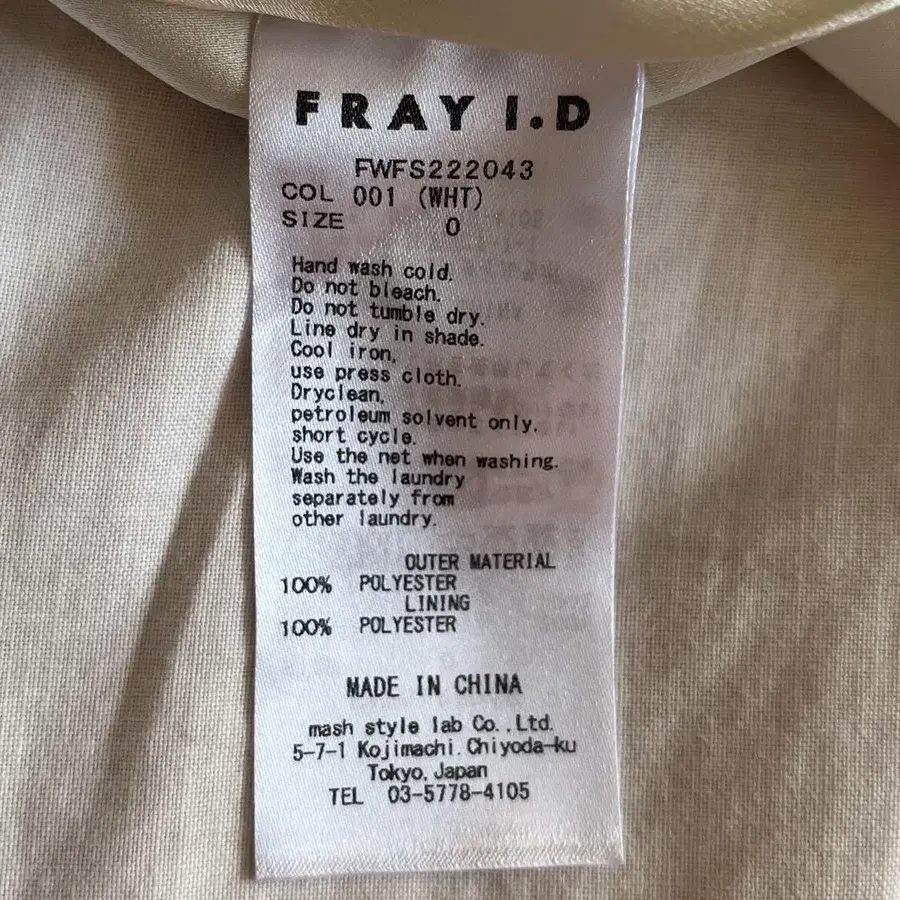 FRAY I.D
FWFS222043
COL 001 (WHT)
SIZE 0
Hand wash cold.
Do not bleach.
Do not tumble dry.
Line dry in shade.
Cool iron,
use press cloth.
Dryclean,
petroleum solvent only,
short cycle.
Use the net when washing.
Wash the laundry
separately from
other laundry.
OUTER MATERIAL
100% POLYESTER
LINING
100% POLYESTER
MADE IN CHINA
mash style lab Co.,Ltd.
5-7-1 Kojimachi.Chiyoda-ku
Tokyo,Japan
TEL 03-5778-4105